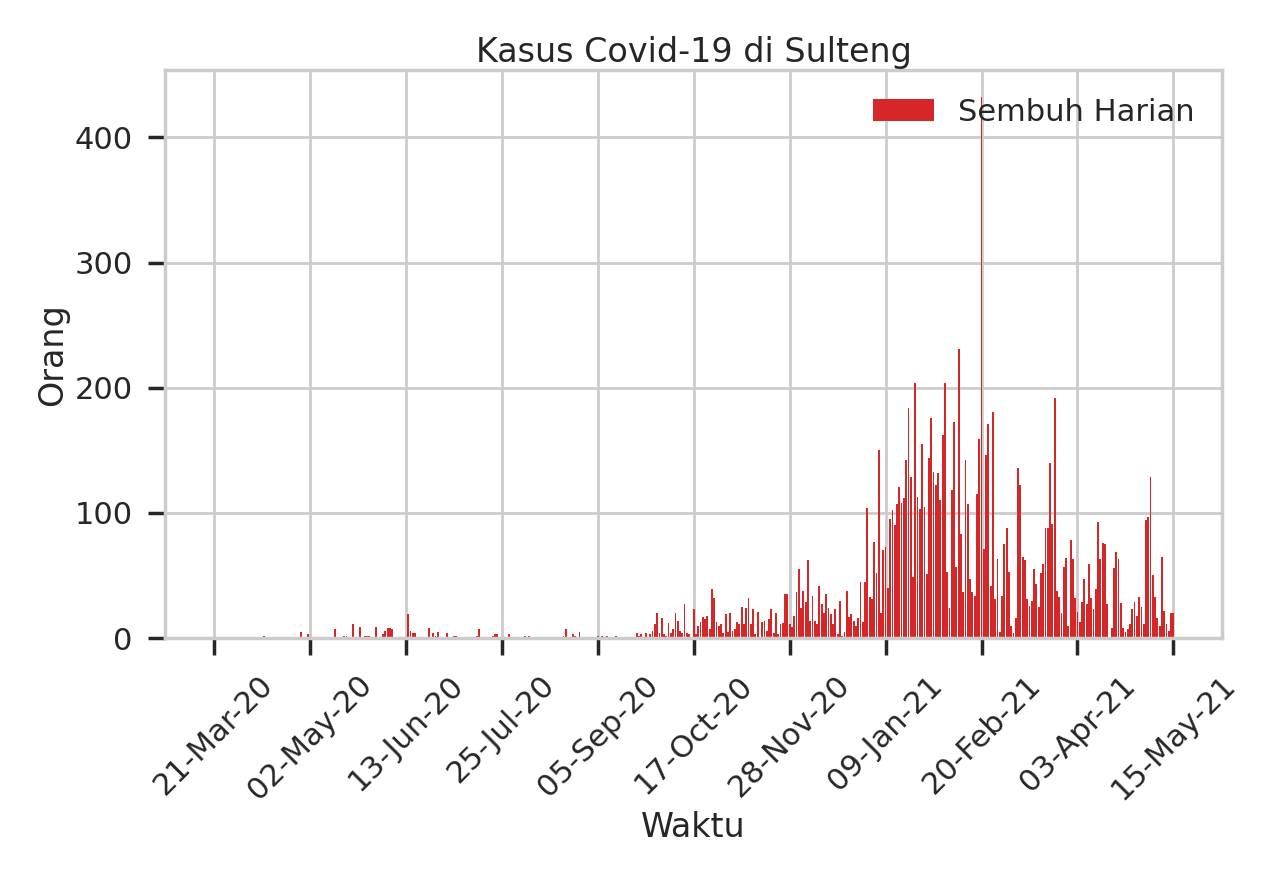 Kasus Covid-19 di Sulteng
Sembuh Harian
Orang
400
300
200
100
0
21-Mar-20
02-May-20
13-Jun-20
25-Jul-20
05-Sep-20
17-Oct-20
28-Nov-20
09-Jan-21
20-Feb-21
03-Apr-21
15-May-21
Waktu